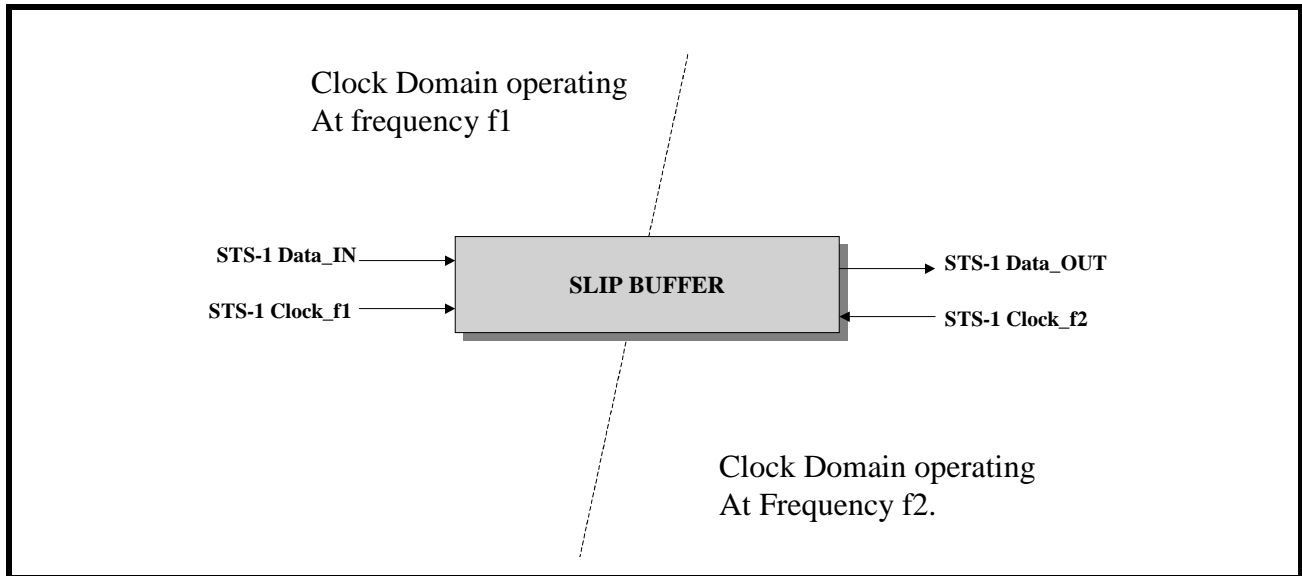 Clock Domain operating
At frequency f1
STS-1 Data_IN
STS-1 Clock_f1
SLIP BUFFER
STS-1 Data_OUT
STS-1 Clock_f2
Clock Domain operating
At Frequency f2.